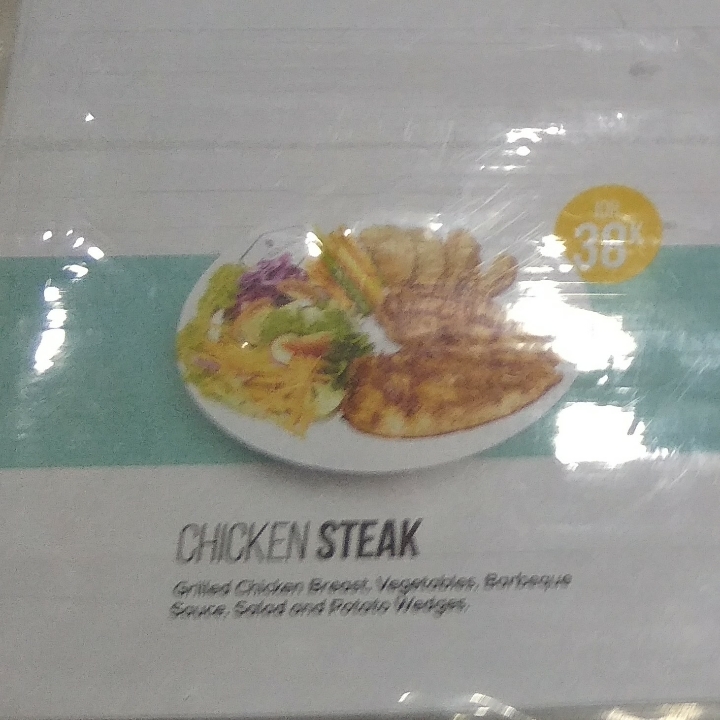 IDR
38K
CHICKEN STEAK
Grilled Chicken Breast, Vegetables, Barbeque
Sauce, Salad and Potato Wedges.